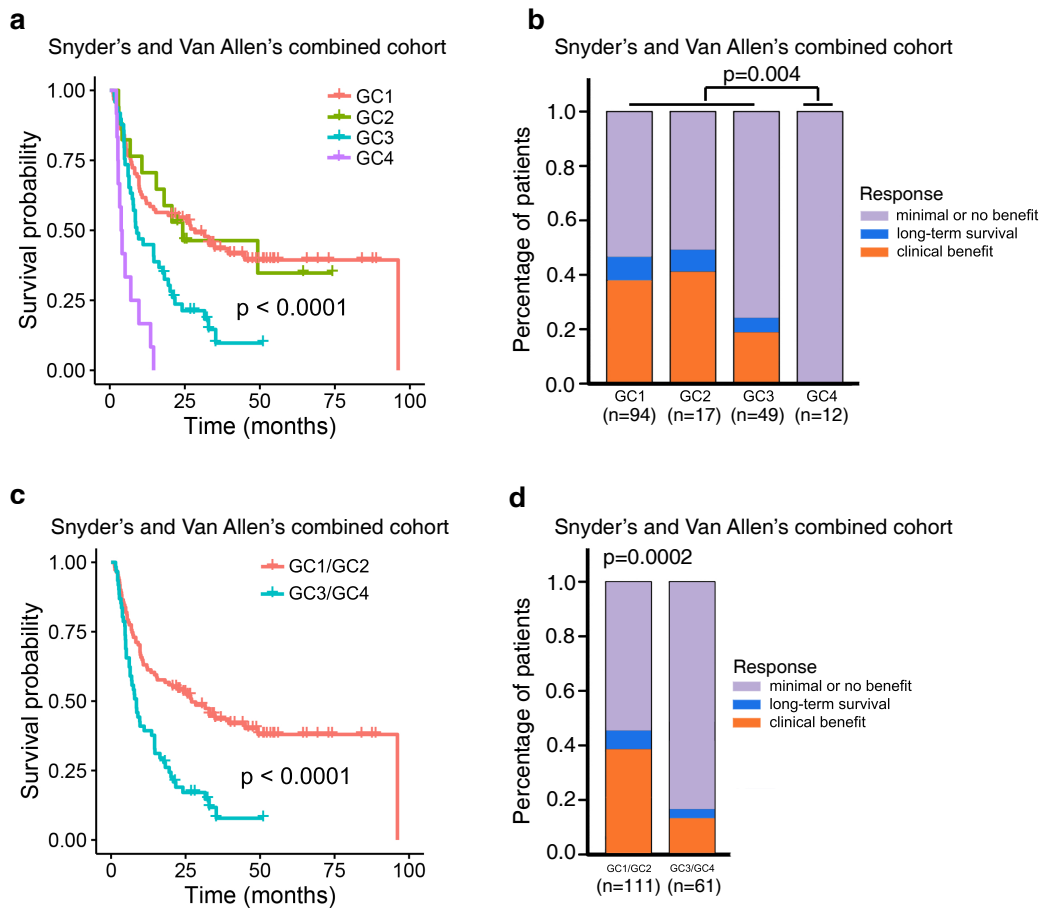 a
Snyder's and Van Allen's combined cohort
GC1
GC2
GC3
GC4
Survival probability
1.00
0.75
0.50
0.25
0.00
p < 0.0001
0 25 50 75 100
Time (months)
b
Snyder's and Van Allen's combined cohort
p=0.004
Percentage of patients
1.0
0.8
0.6
0.4
0.2
0.0
GC1 GC2 GC3 GC4
(n=94) (n=17) (n=49) (n=12)
Response
minimal or no benefit
long-term survival
clinical benefit
c
Snyder's and Van Allen's combined cohort
GC1/GC2
GC3/GC4
Survival probability
1.00
0.75
0.50
0.25
0.00
p < 0.0001
0 25 50 75 100
Time (months)
d
Snyder's and Van Allen's combined cohort
p=0.0002
Percentage of patients
1.0
0.8
0.6
0.4
0.2
0.0
GC1/GC2 GC3/GC4
(n=111) (n=61)
Response
minimal or no benefit
long-term survival
clinical benefit